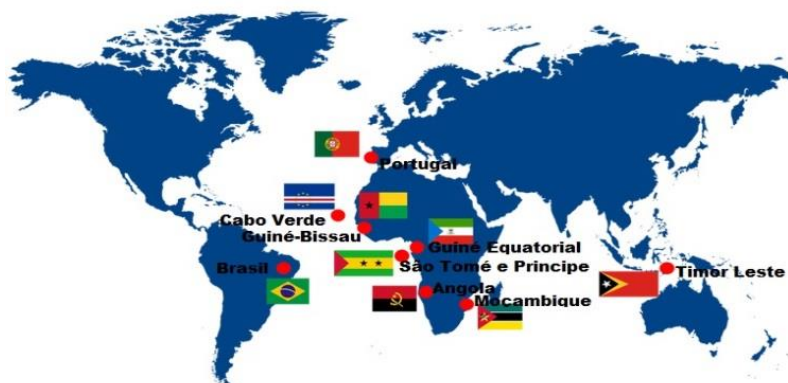 Portugal
Cabo Verde
Guiné-Bissau
Guiné Equatorial
São Tomé e Principe
Brasil
Timor Leste
Angola
Moçambique